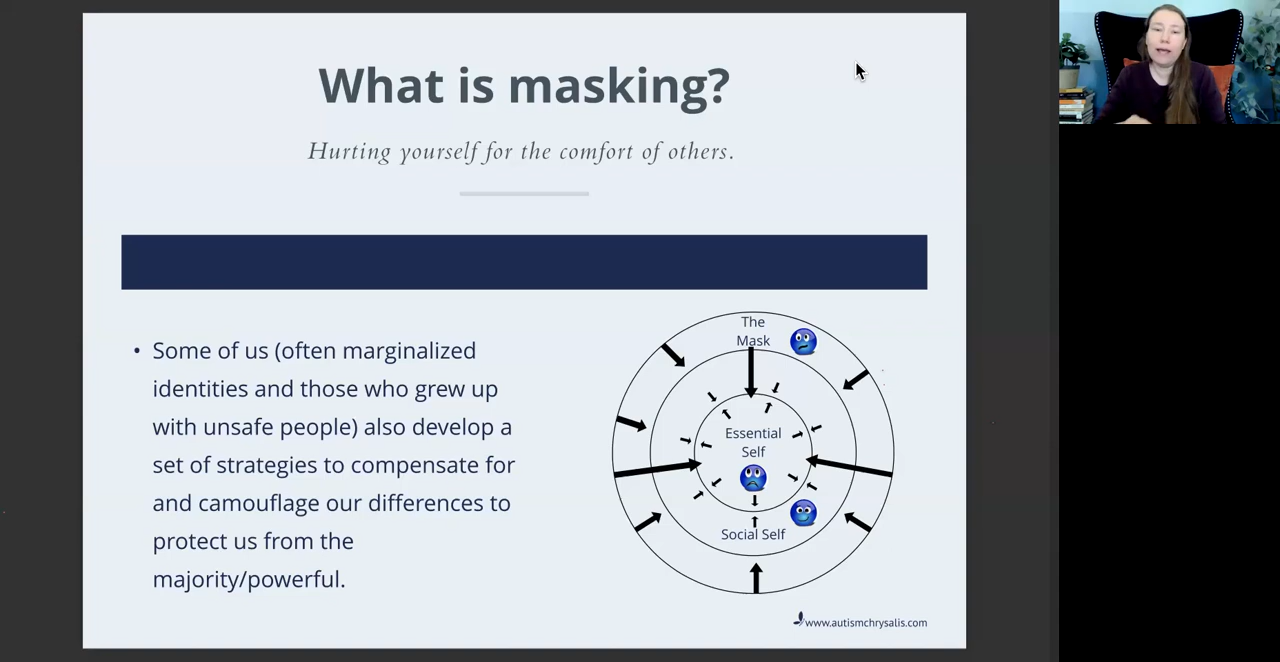 What is masking?
Hurting yourself for the comfort of others.
• Some of us (often marginalized
identities and those who grew up
with unsafe people) also develop a
set of strategies to compensate for
and camouflage our differences to
protect us from the
majority/powerful.
The
Mask
Essential
Self
Social Self
www.autismchrysalis.com